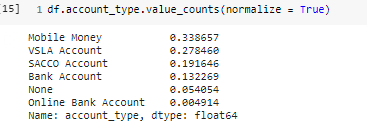 [15] 1 df.account_type.value_counts(normalize = True)
Mobile Money 0.338657
VSLA Account 0.278460
SACCO Account 0.191646
Bank Account 0.132269
None 0.054054
Online Bank Account 0.004914
Name: account_type, dtype: float64